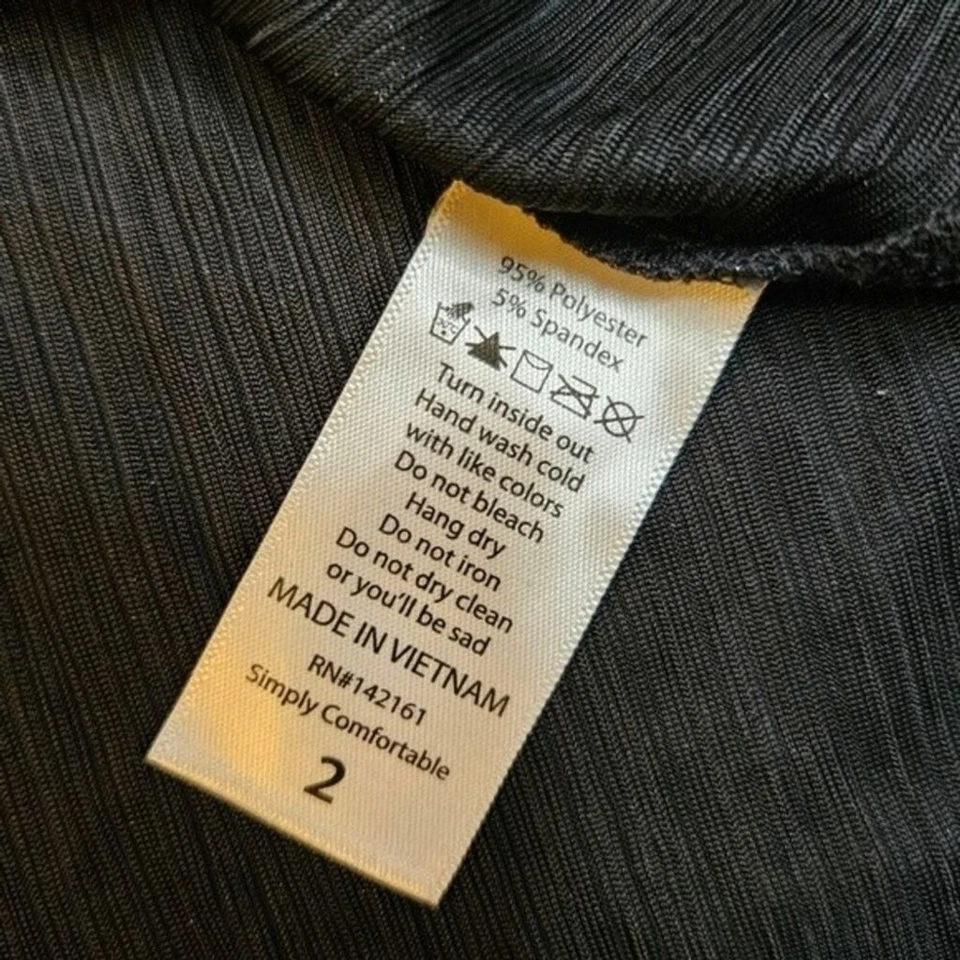 95% Polyester
5% Spandex
Turn inside out
Hand wash cold
with like colors
Do not bleach
Hang dry
Do not iron
Do not dry clean
or you'll be sad
MADE IN VIETNAM
RN#142161
Simply Comfortable
2